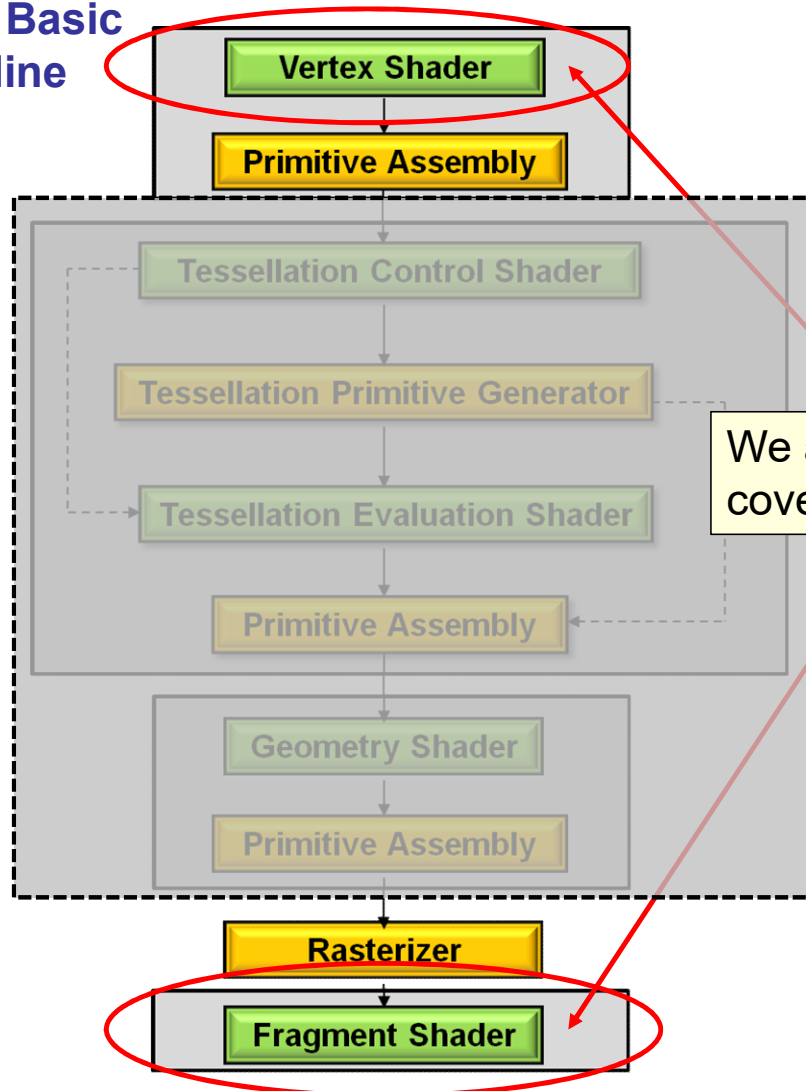 Basic
line
Vertex Shader
Primitive Assembly
Tessellation Control Shader
Tessellation Primitive Generator
We
cove
Tessellation Evaluation Shader
Primitive Assembly
Geometry Shader
Primitive Assembly
Rasterizer
Fragment Shader